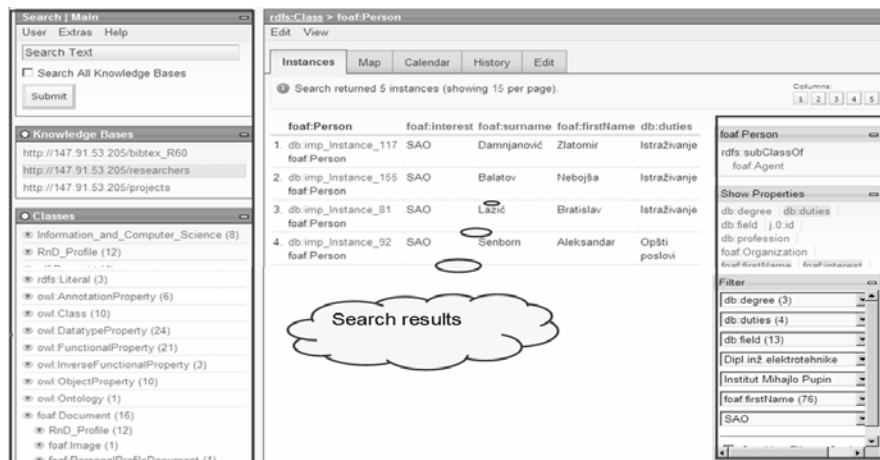 Search | Main
User Extras Help
Search Text
Search All Knowledge Bases
Submit
Knowledge Bases
http://147.91.53.205/bibtex_R60
http://147.91.53.205/researchers
http://147.91.53.205/projects
Classes
Information_and_Computer_Science (8)
RnD_Profile (12)
rdfs:Literal (3)
owl:AnnotationProperty (6)
owl:Class (10)
owl:DatatypeProperty (24)
owl:FunctionalProperty (21)
owl:InverseFunctionalProperty (3)
owl:ObjectProperty (10)
owl:Ontology (1)
foaf:Document (16)
RnD_Profile (12)
foaf:Image (1)
foaf:PersonalProfileDocument (1)
rdfs:Class > foaf:Person
Edit View
Instances Map Calendar History Edit
Search returned 5 instances (showing 15 per page).
Columns:
1 2 3 4 5
foaf:Person foaf:interest foaf:surname foaf:firstName db:duties
1. db:imp_Instance_117 SAO Damnjanović Zlatomir Istraživanje
foaf:Person
2. db:imp_Instance_155 SAO Balatov Nebojša Istraživanje
foaf:Person
3. db:imp_Instance_81 SAO Lazić Bratislav Istraživanje
foaf:Person
4. db:imp_Instance_92 SAO Senborn Aleksandar Opšti
foaf:Person poslovi
Search results
foaf:Person
rdfs:subClassOf
foaf:Agent
Show Properties
db:degree db:duties
db:field j.0:id
db:profession
foaf:Organization
foaf:firstName foaf:interest
Filter
db:degree (3)
db:duties (4)
db:field (13)
Dipl.inž.elektrotehnike
Institut Mihajlo Pupin
foaf:firstName (76)
SAO